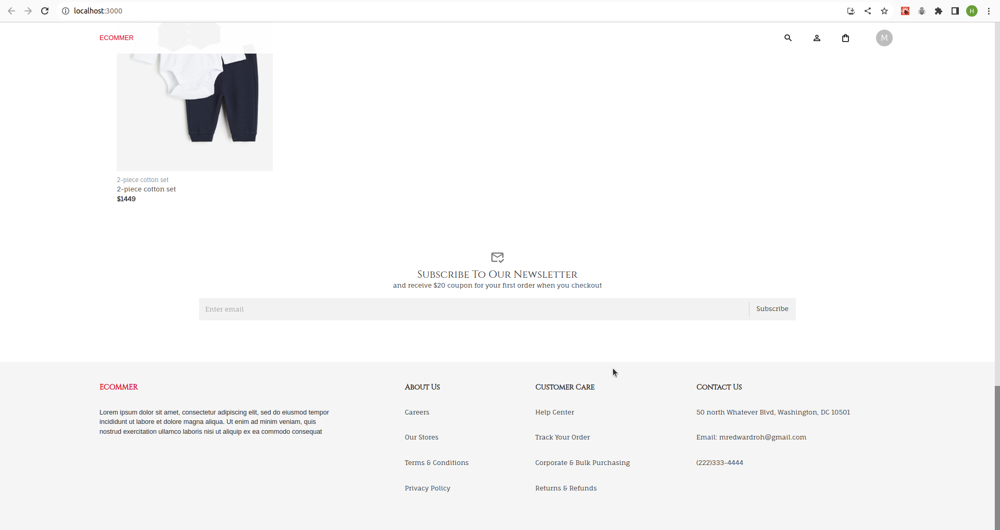 localhost:3000
H
ECOMMER
M
2-piece cotton set
2-piece cotton set
$1449
Subscribe To Our Newsletter
and receive $20 coupon for your first order when you checkout
Enter email
Subscribe
ECOMMER
About Us
Customer Care
Contact Us
Lorem ipsum dolor sit amet, consectetur adipiscing elit, sed do eiusmod tempor
incididunt ut labore et dolore magna aliqua. Ut enim ad minim veniam, quis
nostrud exercitation ullamco laboris nisi ut aliquip ex ea commodo consequat
Careers
Help Center
50 north Whatever Blvd, Washington, DC 10501
Our Stores
Track Your Order
Email: mredwardroh@gmail.com
Terms & Conditions
Corporate & Bulk Purchasing
(222)333-4444
Privacy Policy
Returns & Refunds